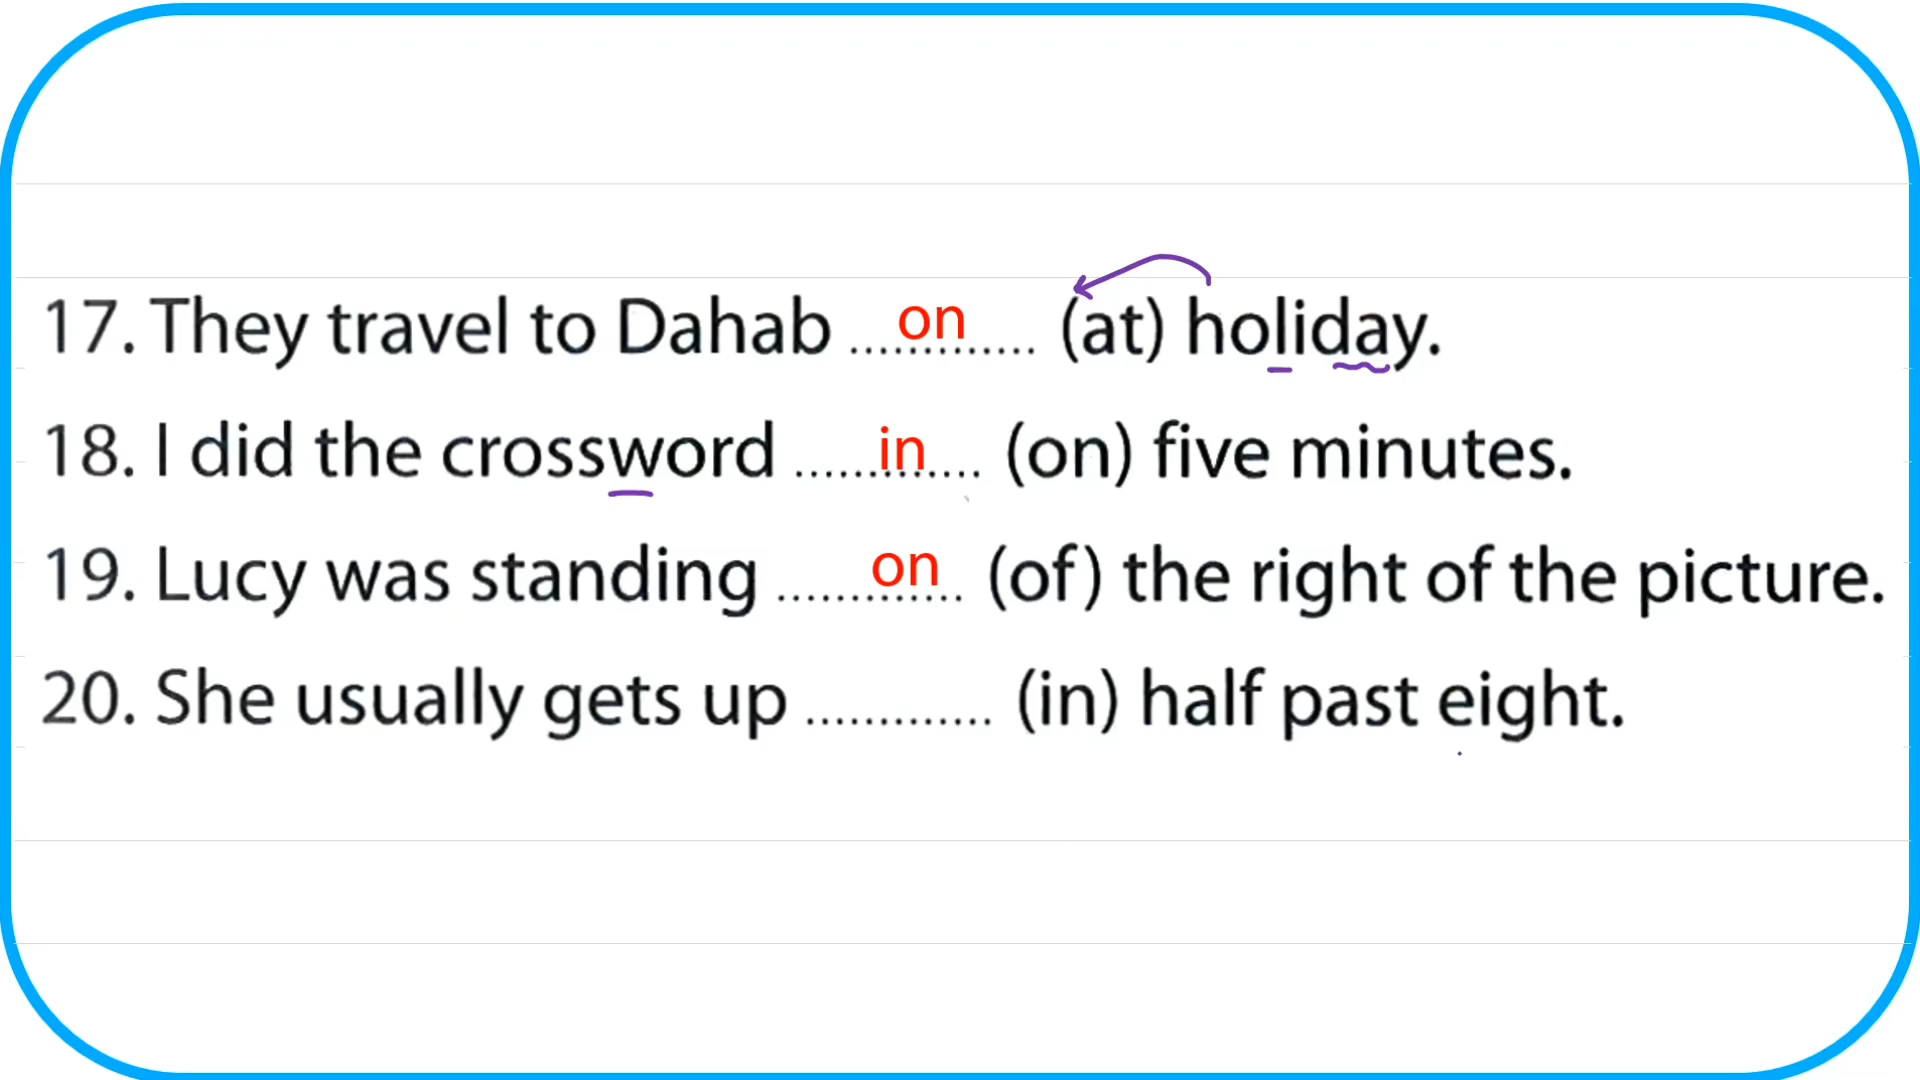 17. They travel to Dahab ......on....... (at) holiday.
18. I did the crossword ......in....... (on) five minutes.
19. Lucy was standing ......on....... (of) the right of the picture.
20. She usually gets up ............. (in) half past eight.